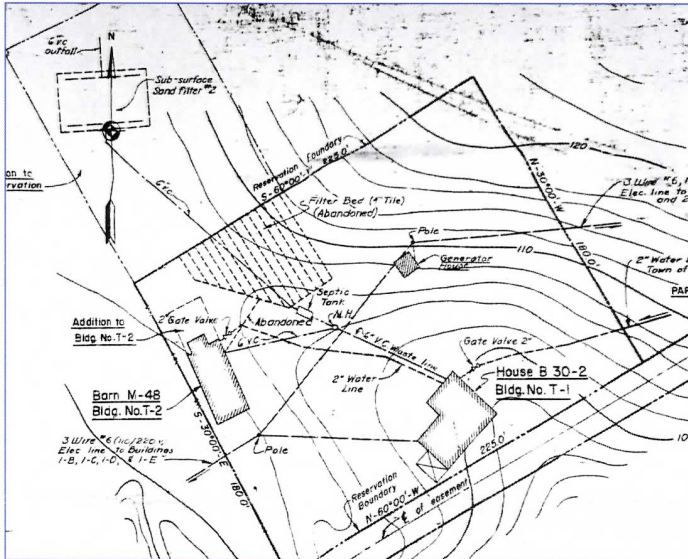 6"VC
outfall
N
Sub-surface
Sand filter #2
on to
rvation
6"VC
Reservation Boundary
S-60°00'-
225.0'
Filter Bed (4" Tile)
(Abandoned)
N-30°00'-W
180.0'
120
3 Wire #6,
Elec. line to
and 2
Pole
110
Generator
House
2" Water
Town of
PAR
Septic
Tank
M.H.
2" Gate Valve
Abandoned
Addition to
Bldg. No. T-2
6"VC
6"V.C. Waste line
Gate Valve 2"
2" Water
Line
House B 30-2
Bldg. No. T-1
Barn M-48
Bldg. No. T-2
S-30°00'-E
180.0'
3 Wire #6 (110/220v.
Elec line to Buildings
1-B, 1-C, 1-D, & 1-E
Pole
225.0'
10
Reservation
Boundary
N-60°00'-W
℄ of easement